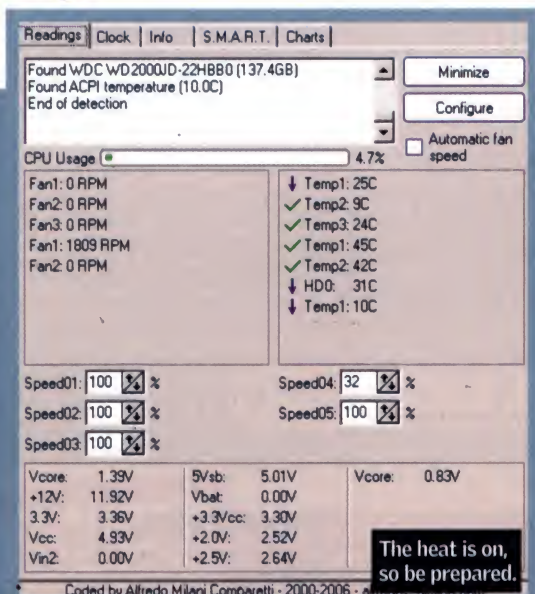 Readings Clock Info S.M.A.R.T. Charts
Found WDC WD2000JD-22HBB0 (137.4GB)
Found ACPI temperature (10.0C)
End of detection
Minimize
Configure
Automatic fan speed
CPU Usage 4.7%
Fan1: 0 RPM
Fan2: 0 RPM
Fan3: 0 RPM
Fan1: 1809 RPM
Fan2: 0 RPM
Temp1: 25C
Temp2: 9C
Temp3: 24C
Temp1: 45C
Temp2: 42C
HD0: 31C
Temp1: 10C
Speed01: 100 %
Speed02: 100 %
Speed03: 100 %
Speed04: 32 %
Speed05: 100 %
Vcore: 1.39V
+12V: 11.92V
3.3V: 3.36V
Vcc: 4.93V
Vin2: 0.00V
5Vsb: 5.01V
Vbat: 0.00V
+3.3Vcc: 3.30V
+2.0V: 2.52V
+2.5V: 2.64V
Vcore: 0.83V
The heat is on,
so be prepared.
Coded by Alfredo Milani Comparetti - 2000-2006 -